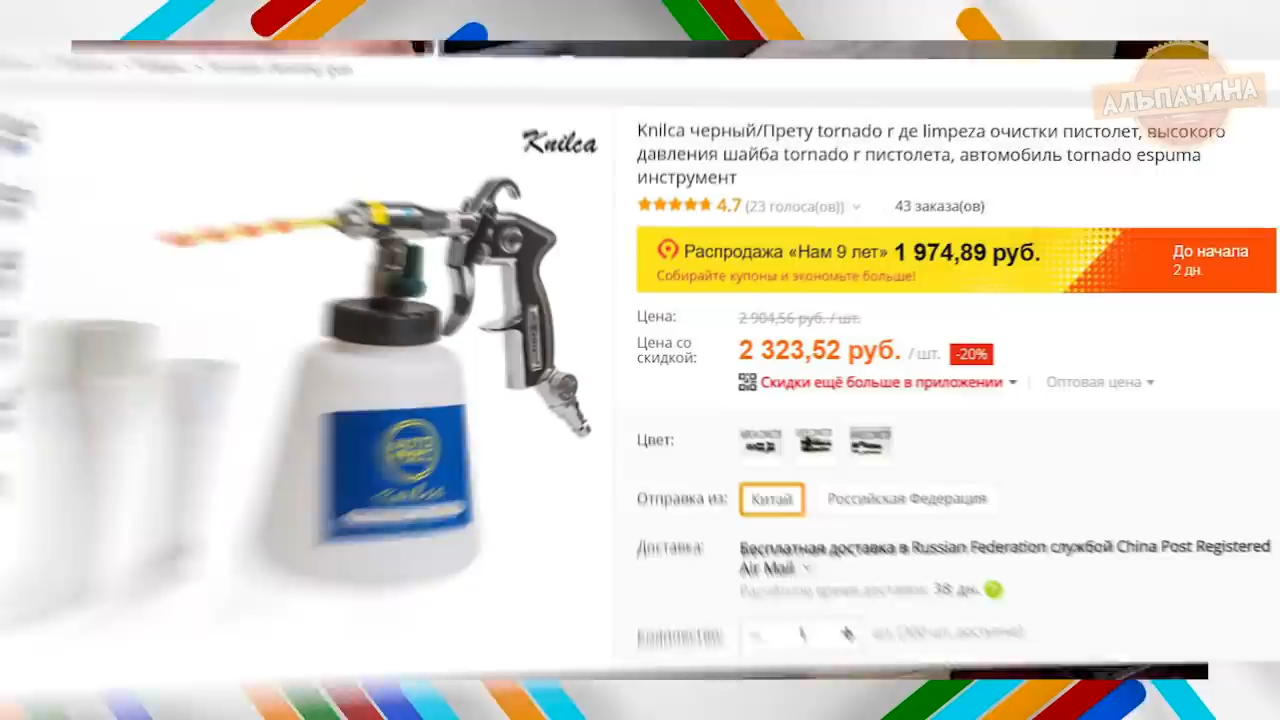 АЛЬПАЧИНА
Knilca
Knilca черный/Прету tornado r де limpeza очистки пистолет, высокого
давления шайба tornado r пистолета, автомобиль tornado espuma
инструмент
4.7 (23 голоса(ов)) 43 заказа(ов)
Распродажа «Нам 9 лет» 1 974,89 руб.
Собирайте купоны и экономьте больше!
До начала
2 дн.
Цена: 2 904,56 руб. / шт.
Цена со
скидкой: 2 323,52 руб. / шт. -20%
Скидки ещё больше в приложении Оптовая цена
Цвет:
Отправка из: Китай Российская Федерация
Доставка: Бесплатная доставка в Russian Federation службой China Post Registered
Air Mail
38 дн.
Количество: 1